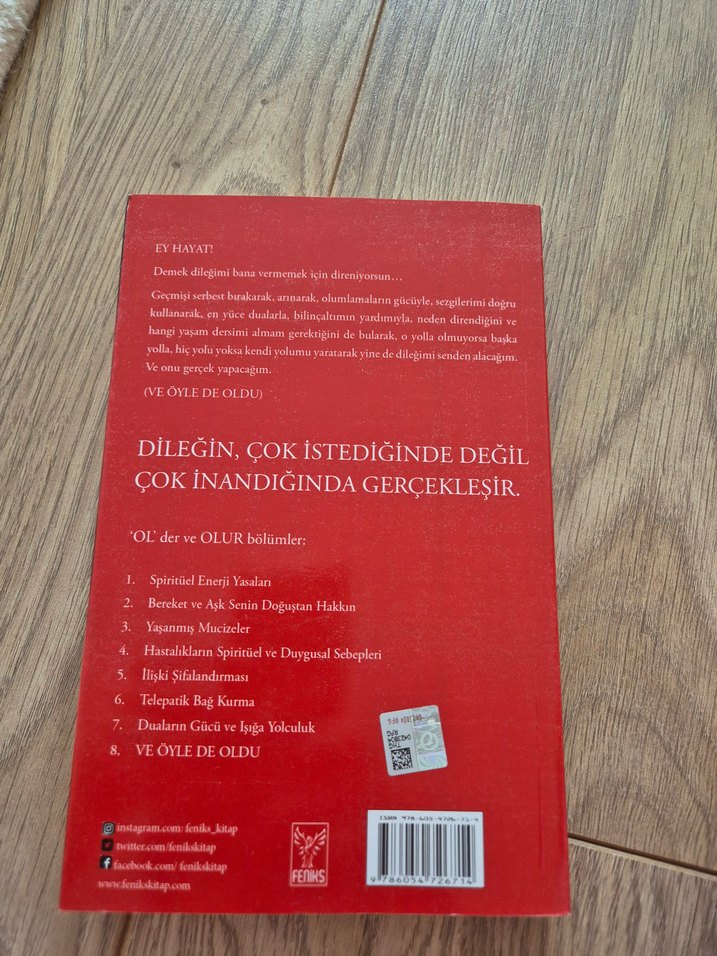 EY HAYAT!
Demek dileğimi bana vermemek için direniyorsun…
Geçmişi serbest bırakarak, arınarak, olumlamaların gücüyle, sezgilerimi doğru
kullanarak, en yüce dualarla, bilinçaltımın yardımıyla, neden direndiğini ve
hangi yaşam dersimi almam gerektiğini de bularak, o yolla olmuyorsa başka
yolla, hiç yolu yoksa kendi yolumu yaratarak yine de dileğimi senden alacağım.
Ve onu gerçek yapacağım.
(VE ÖYLE DE OLDU)
DİLEĞİN, ÇOK İSTEDİĞİNDE DEĞİL
ÇOK İNANDIĞINDA GERÇEKLEŞİR.
‘OL’ der ve OLUR bölümler:
1. Spiritüel Enerji Yasaları
2. Bereket ve Aşk Senin Doğuştan Hakkın
3. Yaşanmış Mucizeler
4. Hastalıkların Spiritüel ve Duygusal Sebepleri
5. İlişki Şifalandırması
6. Telepatik Bağ Kurma
7. Duaların Gücü ve Işığa Yolculuk
8. VE ÖYLE DE OLDU
instagram.com: feniks_kitap
twitter.com/fenikskitap
facebook.com/ fenikskitap
www.fenikskitap.com
FENİKS
ISBN 978-605-4726-71-4
9 786054 726714